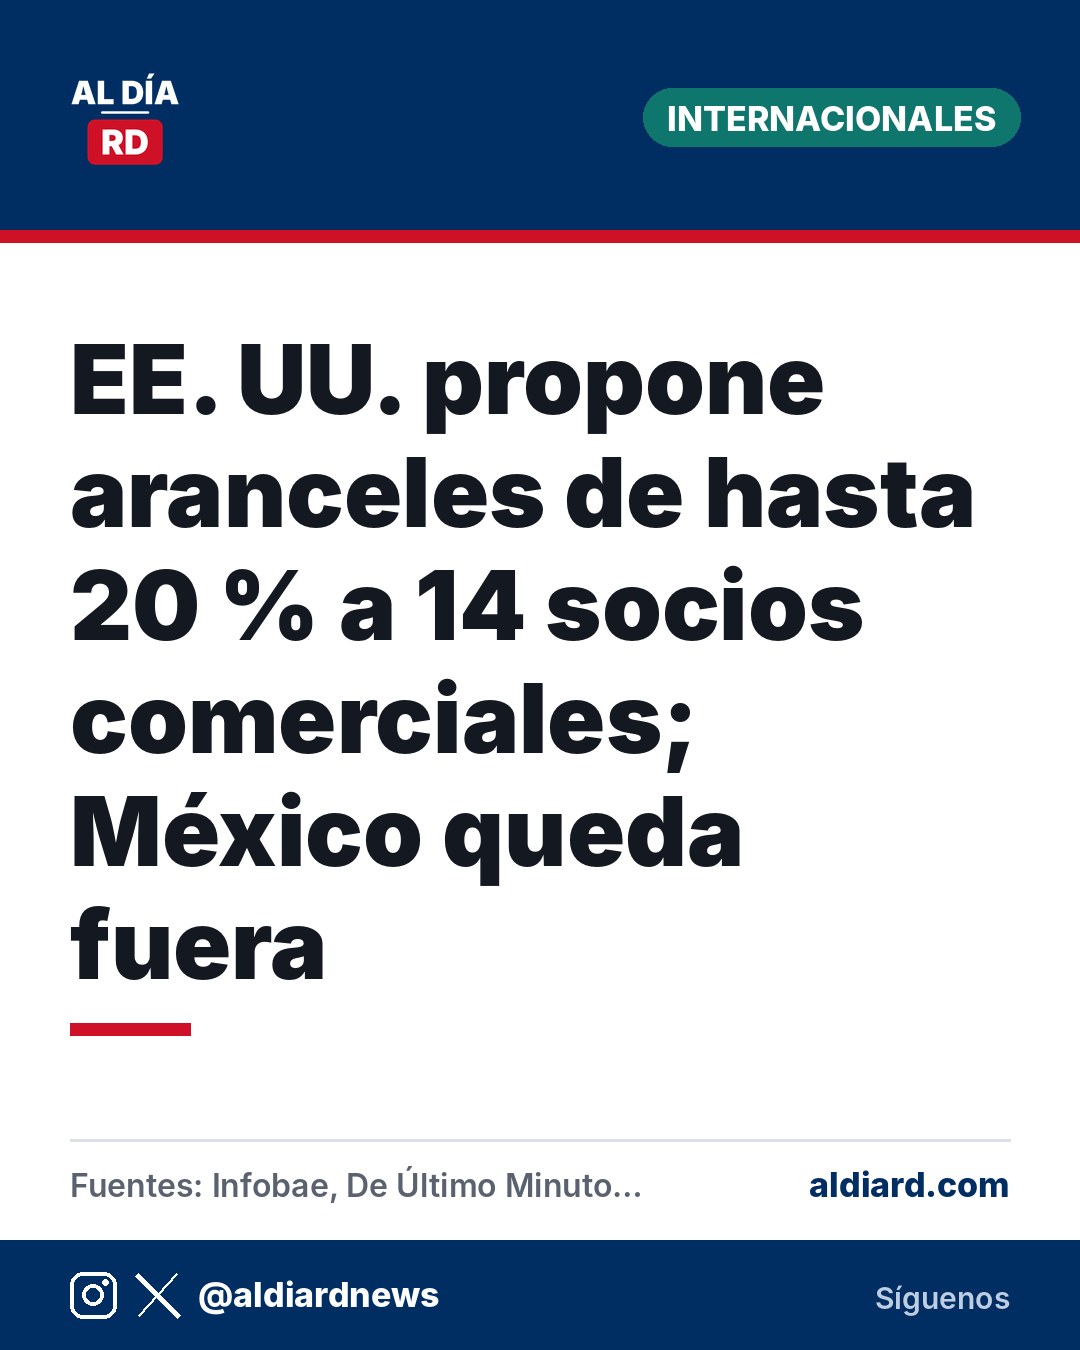 AL DÍA
RD
INTERNACIONALES
EE. UU. propone
aranceles de hasta
20 % a 14 socios
comerciales;
México queda
fuera
Fuentes: Infobae, De Último Minuto...
aldiard.com
@aldiardnews
Síguenos